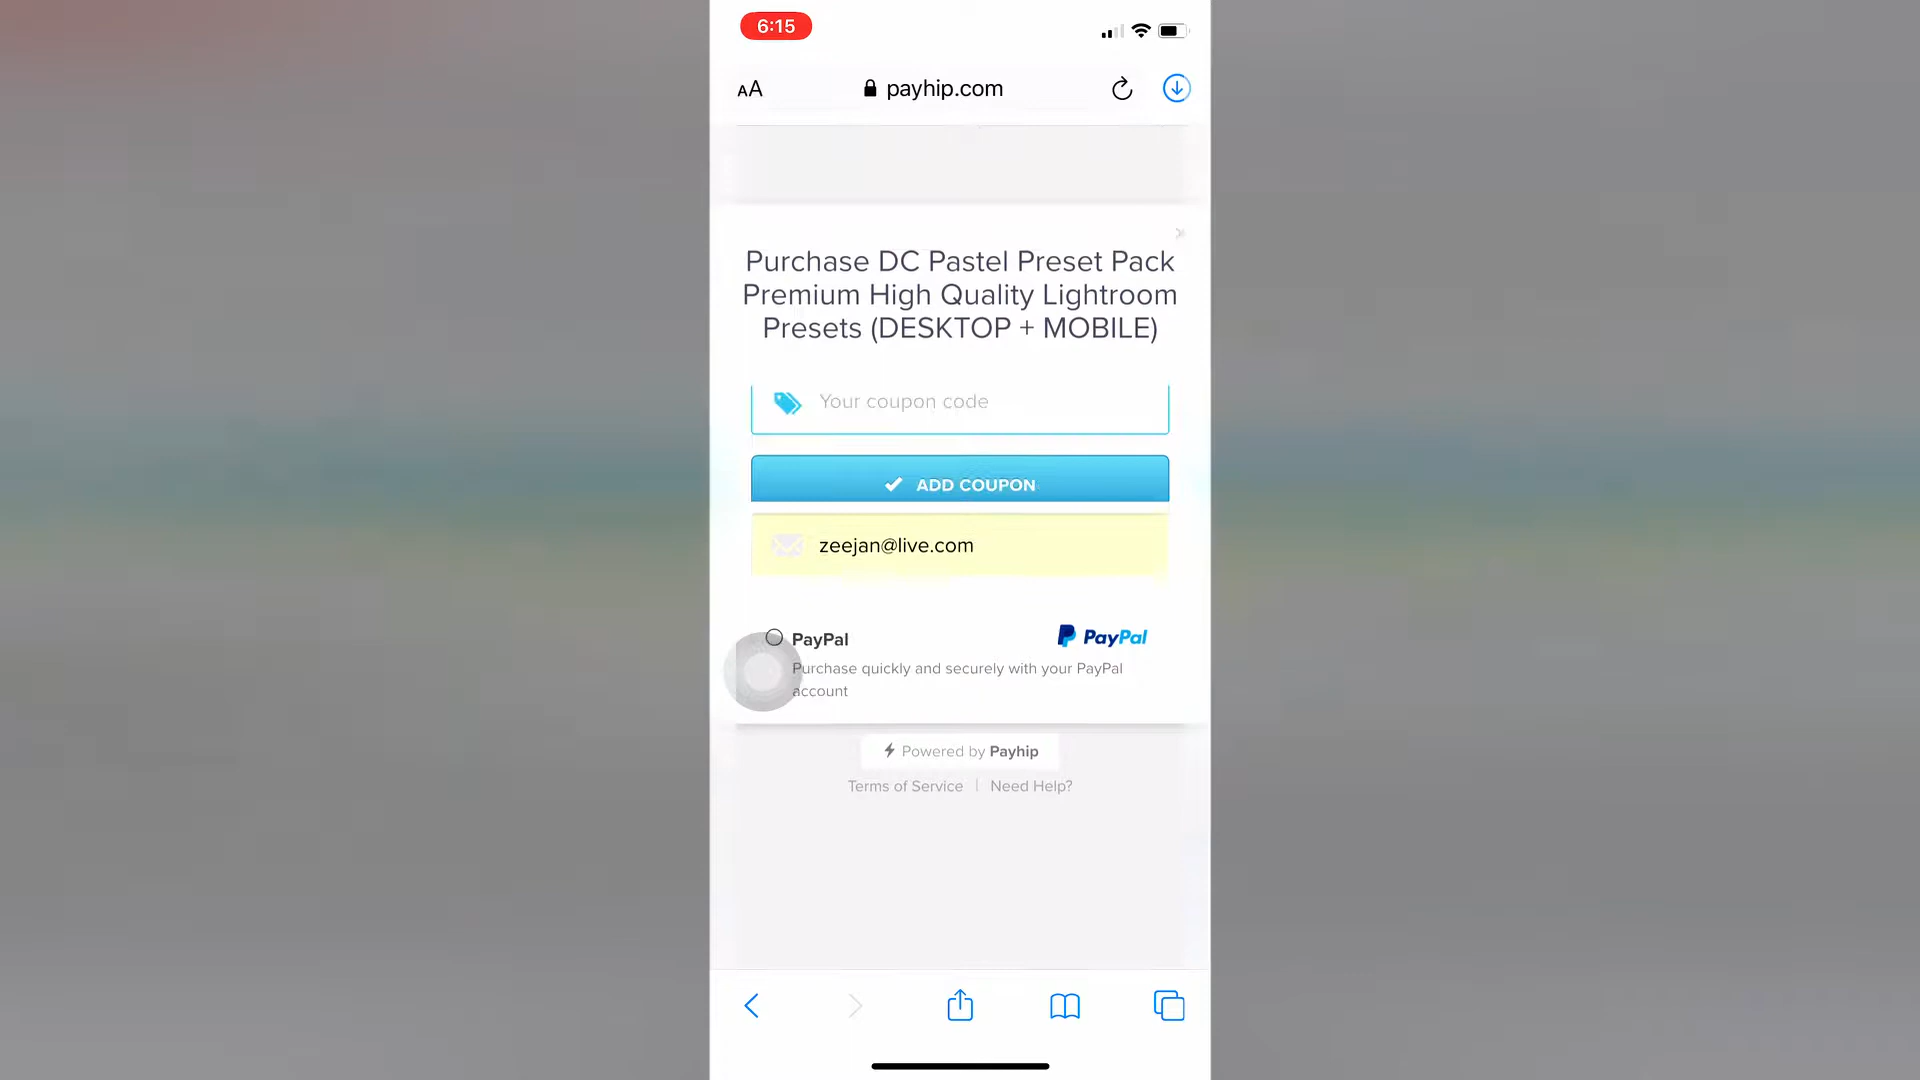 6:15
AA
payhip.com
Purchase DC Pastel Preset Pack
Premium High Quality Lightroom
Presets (DESKTOP + MOBILE)
Your coupon code
ADD COUPON
zeejan@live.com
PayPal
PayPal
Purchase quickly and securely with your PayPal
account
Powered by Payhip
Terms of Service | Need Help?